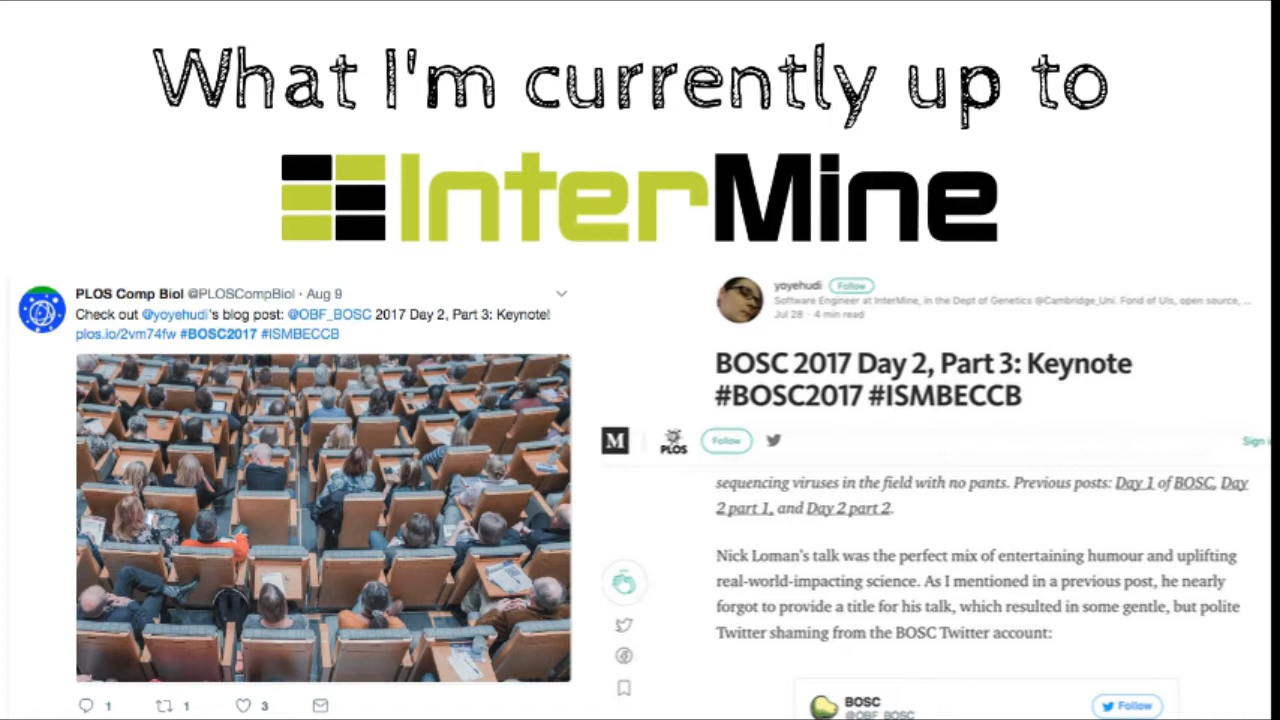 What I'm currently up to
InterMine
PLOS Comp Biol @PLOSCompBiol · Aug 9
Check out @yoyehudi's blog post: @OBF_BOSC 2017 Day 2, Part 3: Keynote!
plos.io/2vm74fw #BOSC2017 #ISMBECCB
1 1 3
yoyehudi Follow
Software Engineer at InterMine, in the Dept of Genetics @Cambridge_Uni. Fond of UIs, open source, ...
Jul 28 · 4 min read
BOSC 2017 Day 2, Part 3: Keynote
#BOSC2017 #ISMBECCB
M PLOS Follow Sign i
sequencing viruses in the field with no pants. Previous posts: Day 1 of BOSC, Day
2 part 1, and Day 2 part 2.
Nick Loman's talk was the perfect mix of entertaining humour and uplifting
real-world-impacting science. As I mentioned in a previous post, he nearly
forgot to provide a title for his talk, which resulted in some gentle, but polite
Twitter shaming from the BOSC Twitter account:
BOSC Follow
@OBF_BOSC